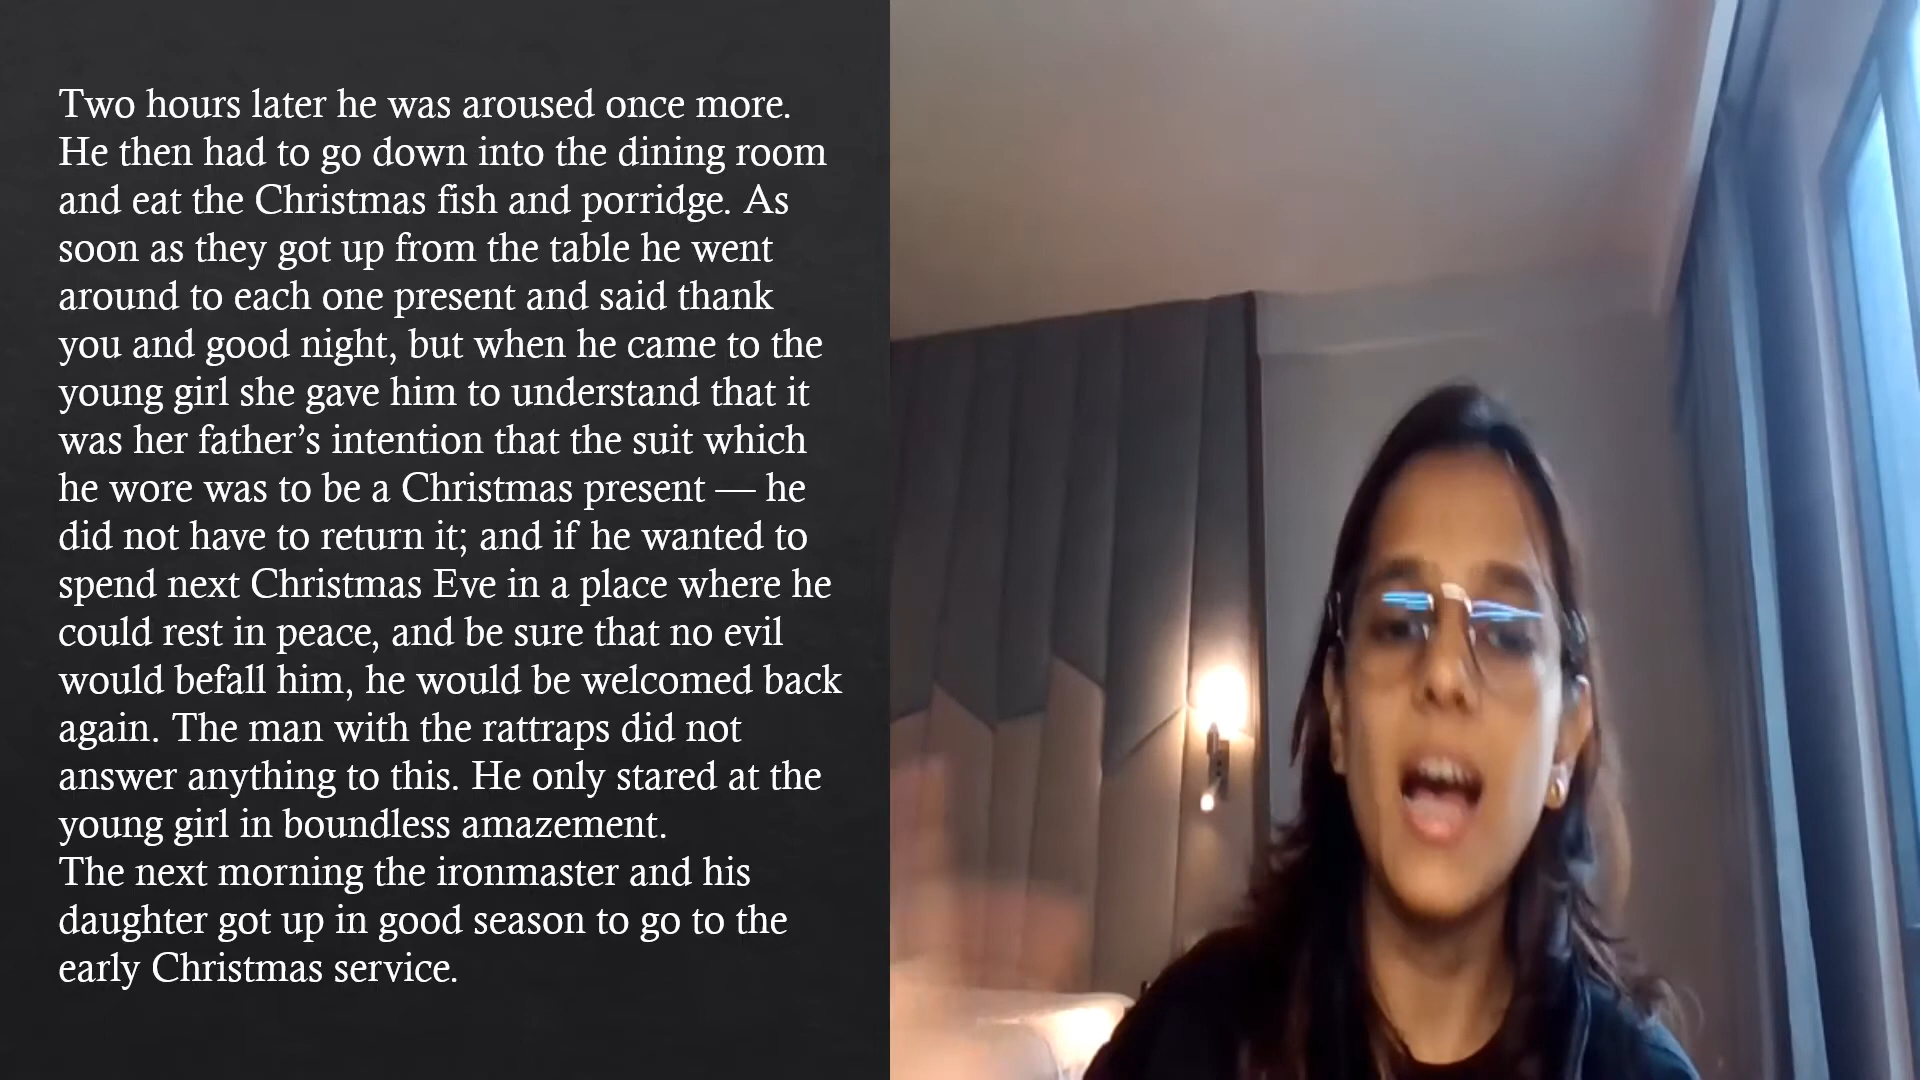 Two hours later he was aroused once more.
He then had to go down into the dining room
and eat the Christmas fish and porridge. As
soon as they got up from the table he went
around to each one present and said thank
you and good night, but when he came to the
young girl she gave him to understand that it
was her father’s intention that the suit which
he wore was to be a Christmas present — he
did not have to return it; and if he wanted to
spend next Christmas Eve in a place where he
could rest in peace, and be sure that no evil
would befall him, he would be welcomed back
again. The man with the rattraps did not
answer anything to this. He only stared at the
young girl in boundless amazement.
The next morning the ironmaster and his
daughter got up in good season to go to the
early Christmas service.